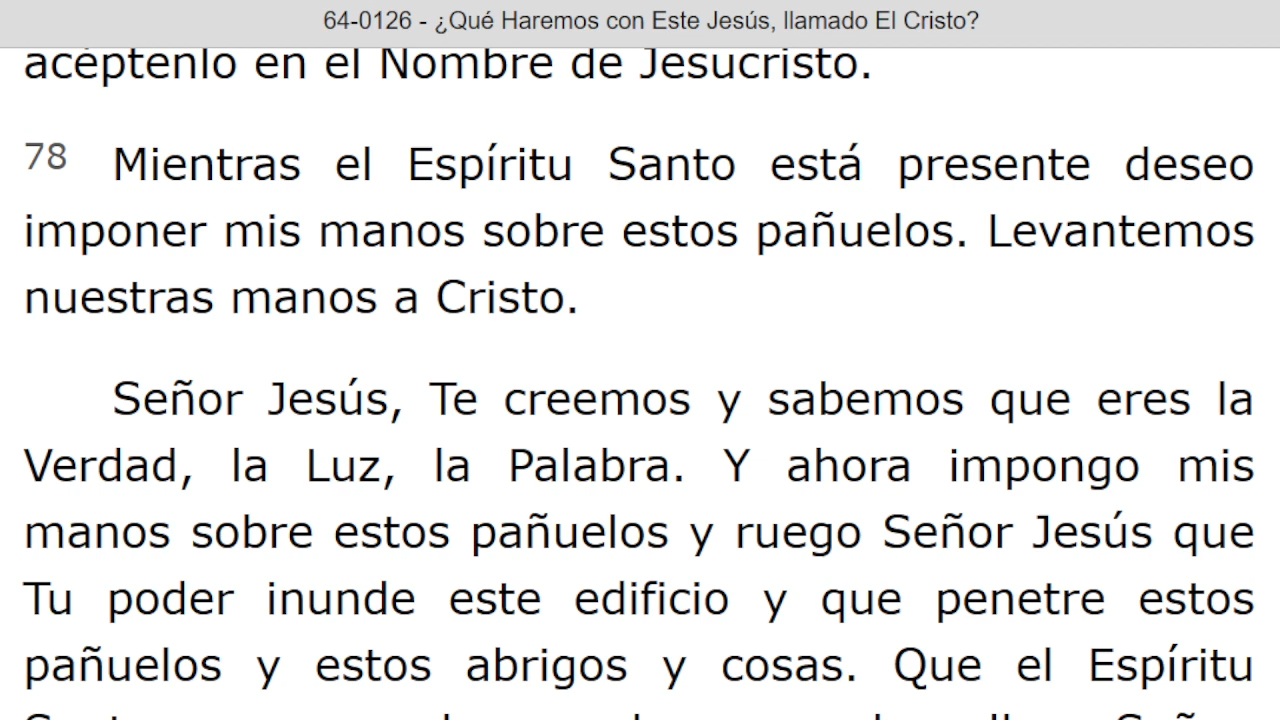 64-0126 - ¿Qué Haremos con Este Jesús, llamado El Cristo?
acéptenlo en el Nombre de Jesucristo.
78 Mientras el Espíritu Santo está presente deseo
imponer mis manos sobre estos pañuelos. Levantemos
nuestras manos a Cristo.
Señor Jesús, Te creemos y sabemos que eres la
Verdad, la Luz, la Palabra. Y ahora impongo mis
manos sobre estos pañuelos y ruego Señor Jesús que
Tu poder inunde este edificio y que penetre estos
pañuelos y estos abrigos y cosas. Que el Espíritu